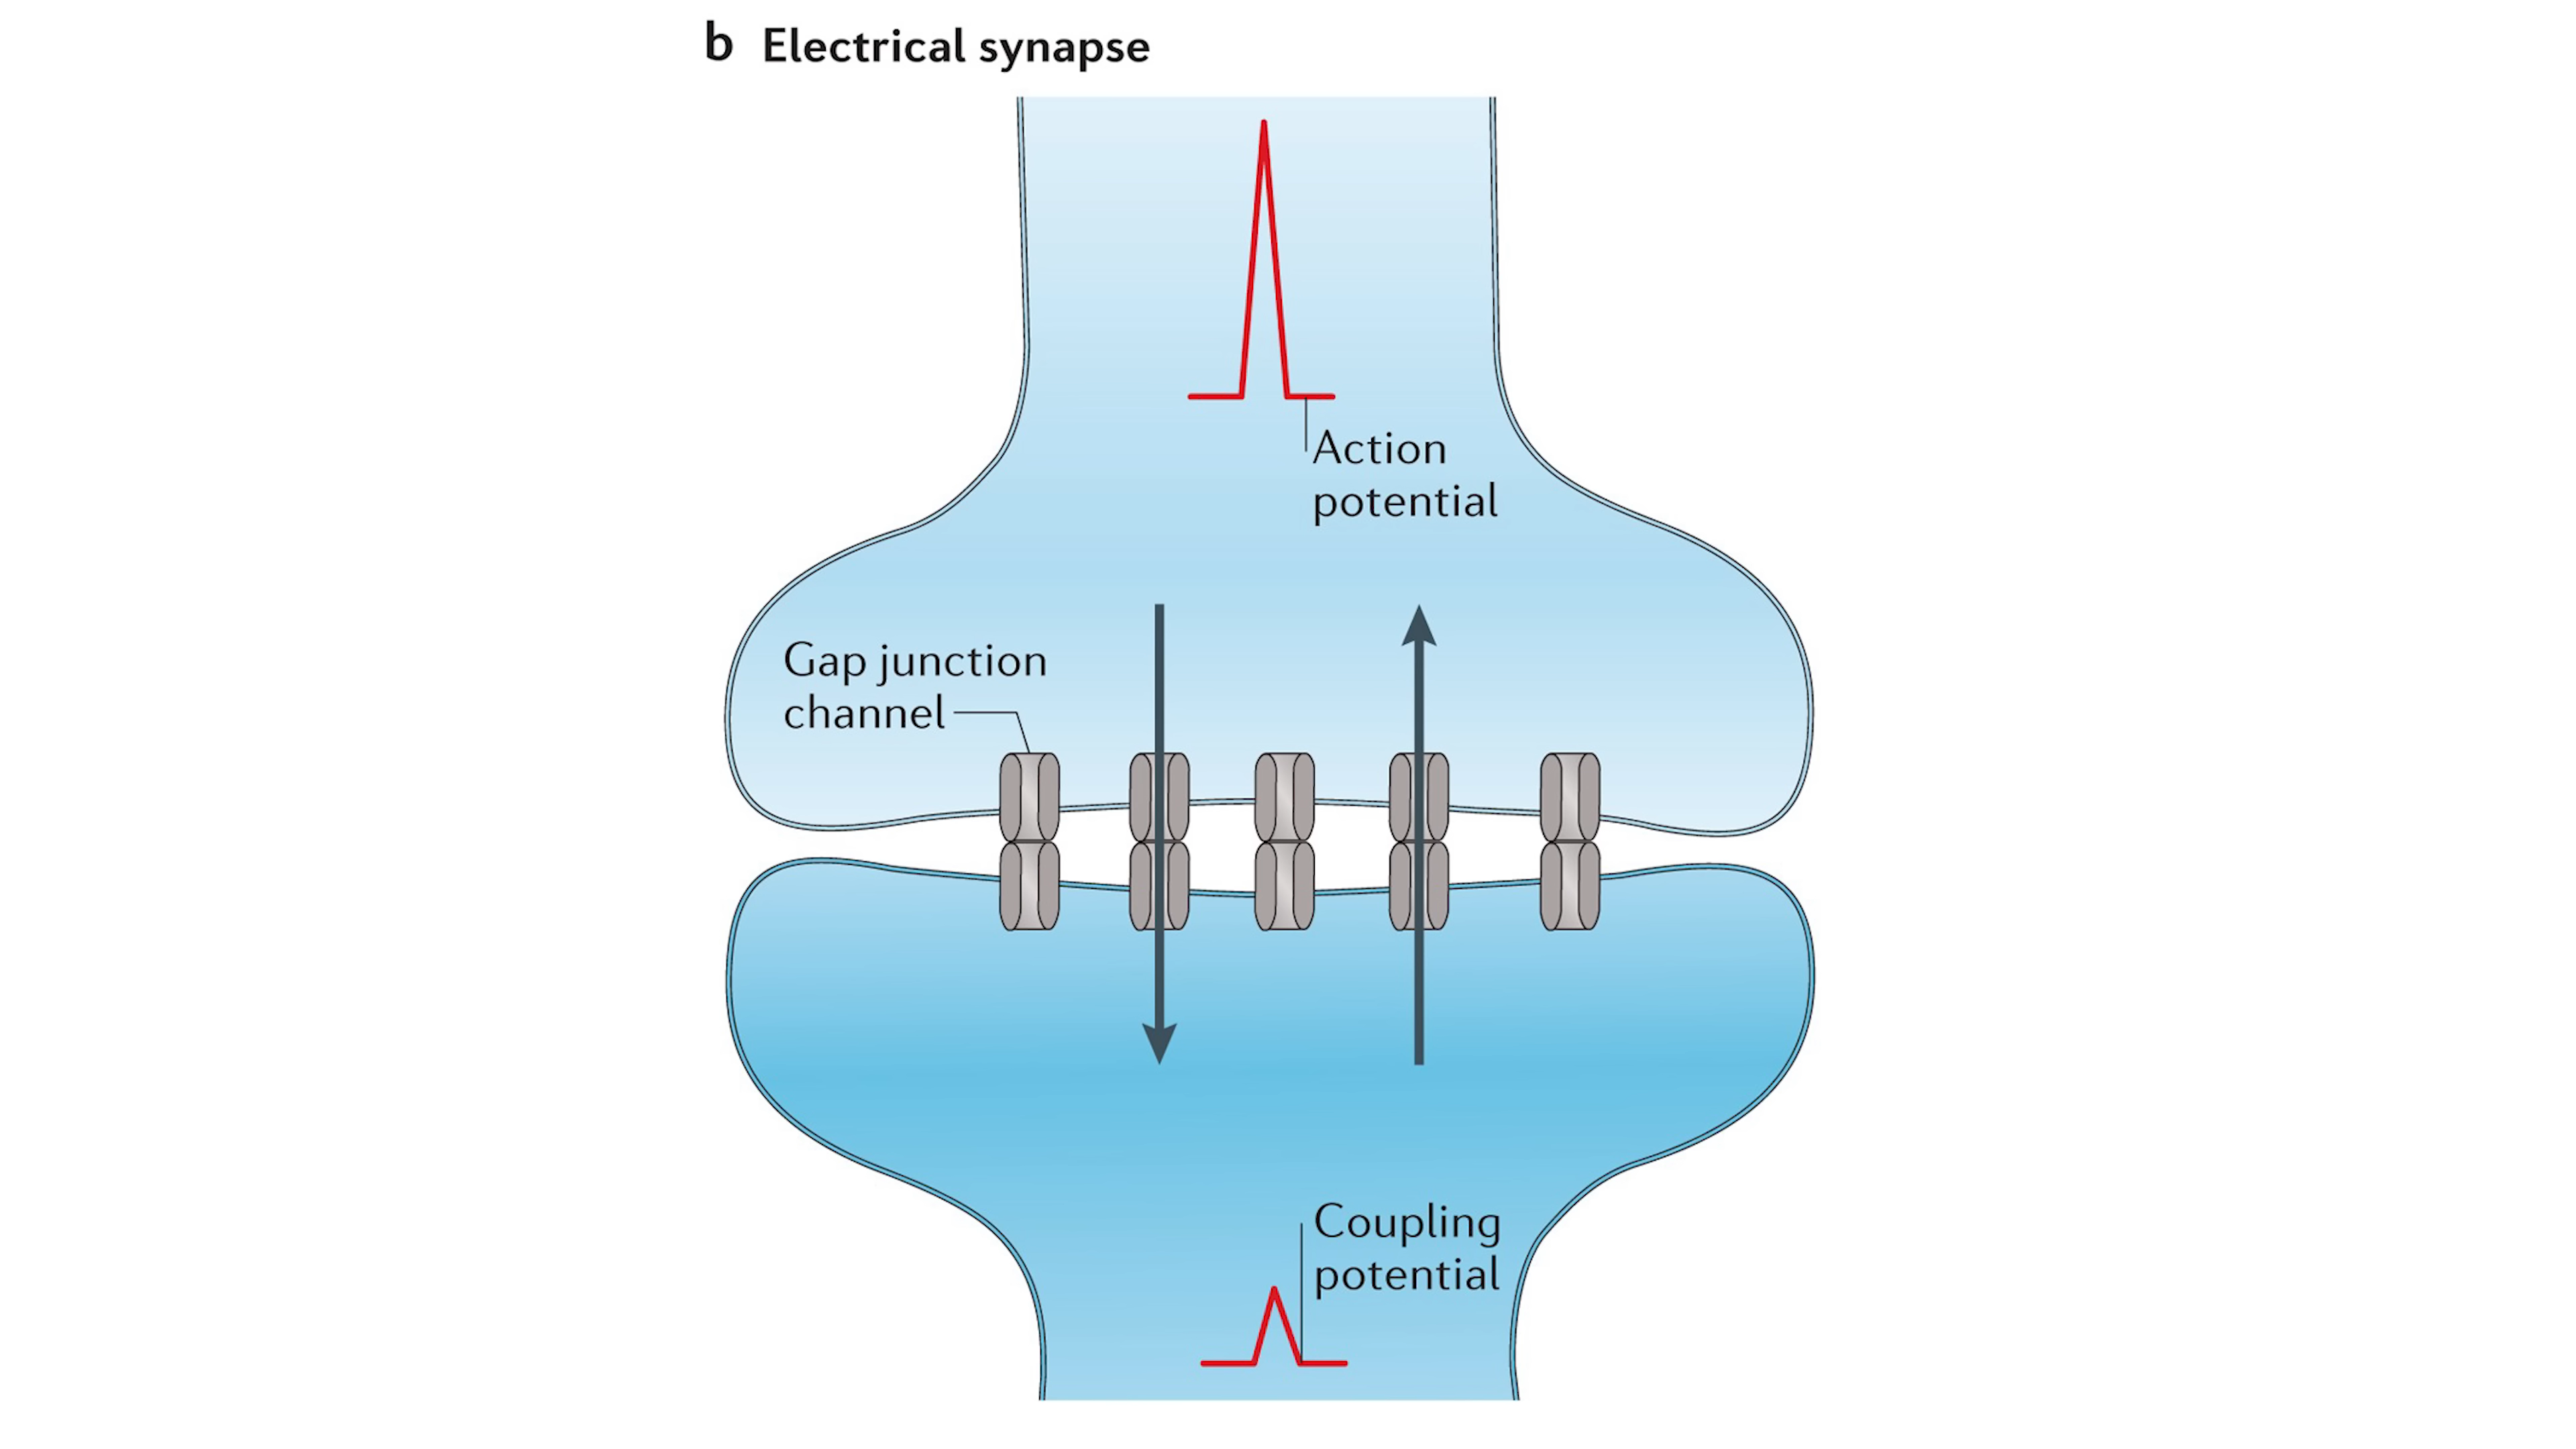 b Electrical synapse
Action
potential
Gap junction
channel
Coupling
potential